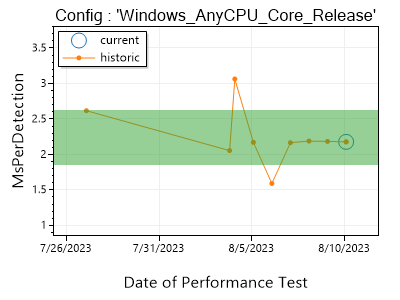 Config : 'Windows_AnyCPU_Core_Release'
current
historic
3.5
3
2.5
2
1.5
1
MsPerDetection
7/26/2023
7/31/2023
8/5/2023
8/10/2023
Date of Performance Test